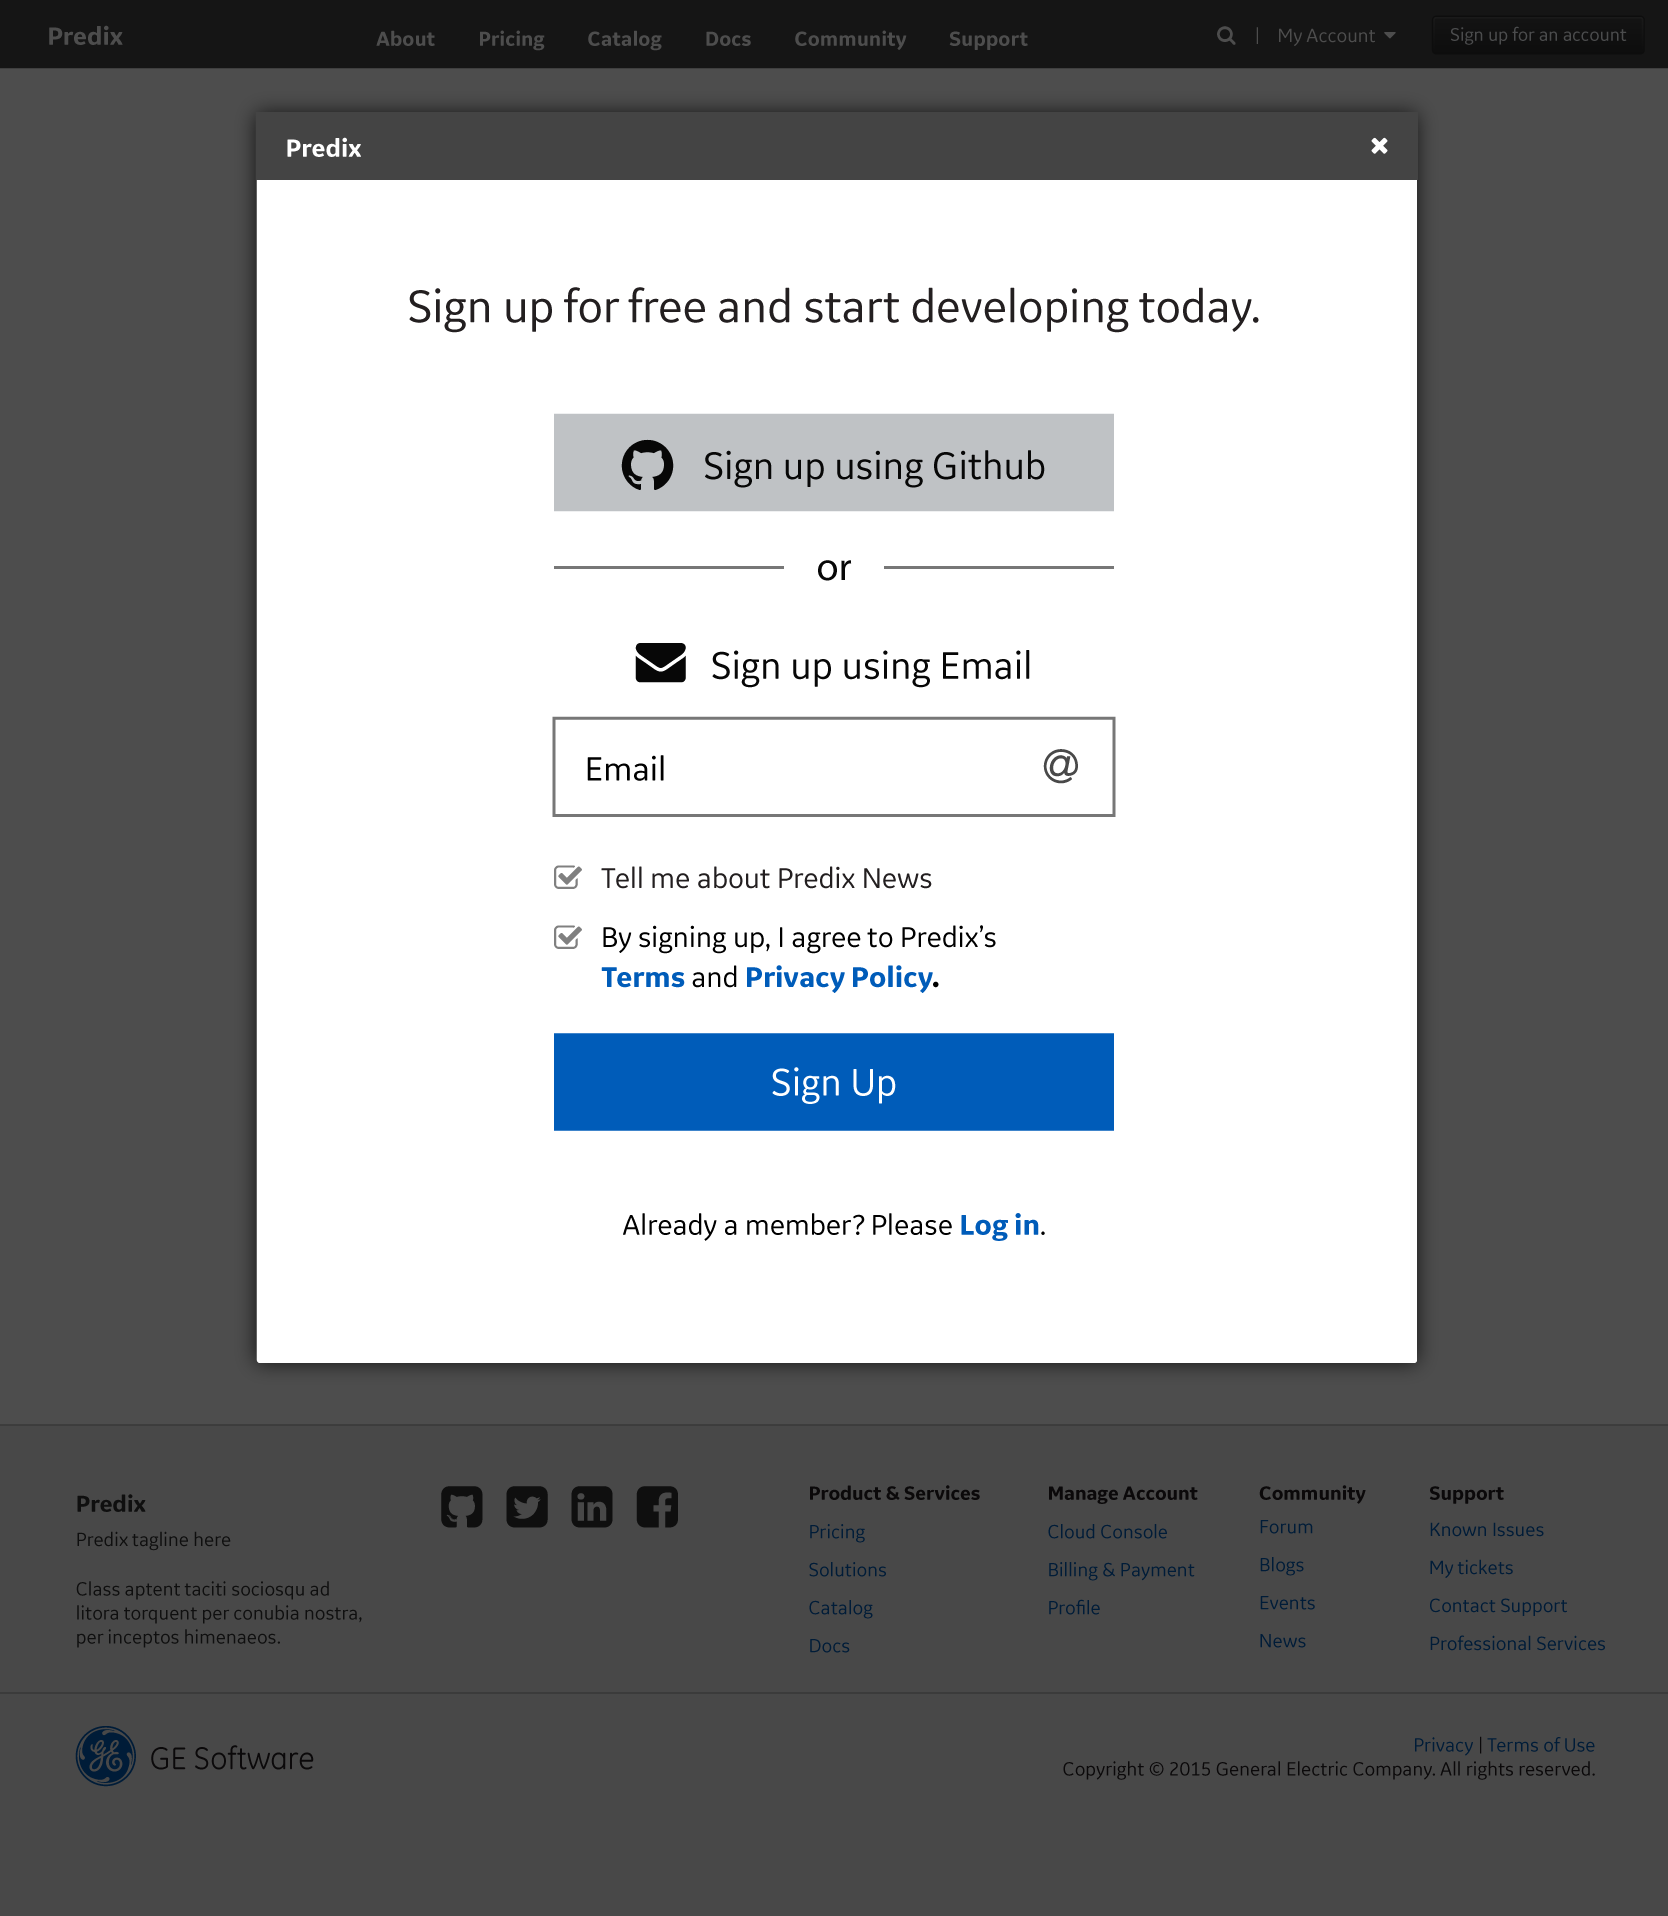 Predix
About Pricing Catalog Docs Community Support
| My Account
Sign up for an account
Predix
Sign up for free and start developing today.
Sign up using Github
or
Sign up using Email
Email @
Tell me about Predix News
By signing up, I agree to Predix’s
Terms and Privacy Policy.
Sign Up
Already a member? Please Log in.
Predix
Predix tagline here
Class aptent taciti sociosqu ad
litora torquent per conubia nostra,
per inceptos himenaeos.
Product & Services
Pricing
Solutions
Catalog
Docs
Manage Account
Cloud Console
Billing & Payment
Profile
Community
Forum
Blogs
Events
News
Support
Known Issues
My tickets
Contact Support
Professional Services
GE Software
Privacy | Terms of Use
Copyright © 2015 General Electric Company. All rights reserved.